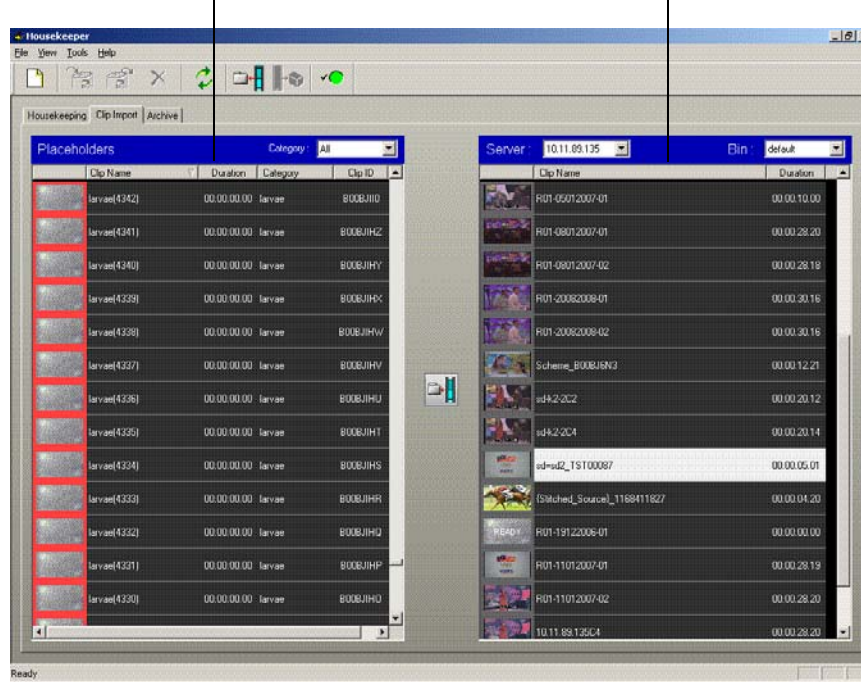 Housekeeper
File View Tools Help
Housekeeping Clip Import Archive
Placeholders Category: All
Clip Name Duration Category Clip ID
larvae(4342) 00:00:00.00 larvae B00BJII0
larvae(4341) 00:00:00.00 larvae B00BJIHZ
larvae(4340) 00:00:00.00 larvae B00BJIHY
larvae(4339) 00:00:00.00 larvae B00BJIHX
larvae(4338) 00:00:00.00 larvae B00BJIHW
larvae(4337) 00:00:00.00 larvae B00BJIHV
larvae(4336) 00:00:00.00 larvae B00BJIHU
larvae(4335) 00:00:00.00 larvae B00BJIHT
larvae(4334) 00:00:00.00 larvae B00BJIHS
larvae(4333) 00:00:00.00 larvae B00BJIHR
larvae(4332) 00:00:00.00 larvae B00BJIHQ
larvae(4331) 00:00:00.00 larvae B00BJIHP
larvae(4330) 00:00:00.00 larvae B00BJIHO
Server: 10.11.89.135 Bin: default
Clip Name Duration
R01-05012007-01 00:00:10.00
R01-08012007-01 00:00:28.20
R01-08012007-02 00:00:28.18
R01-20082008-01 00:00:30.16
R01-20082008-02 00:00:30.16
Scheme_B00BJ6N3 00:00:12.21
sd-k2-2C2 00:00:20.12
sd-k2-2C4 00:00:20.14
sd=sd2_TST00087 00:00:05.01
{Stitched_Source}_1168411827 00:00:04.20
READY R01-19122006-01 00:00:00.00
R01-11012007-01 00:00:28.19
R01-11012007-02 00:00:28.20
10.11.89.135C4 00:00:28.20
Ready